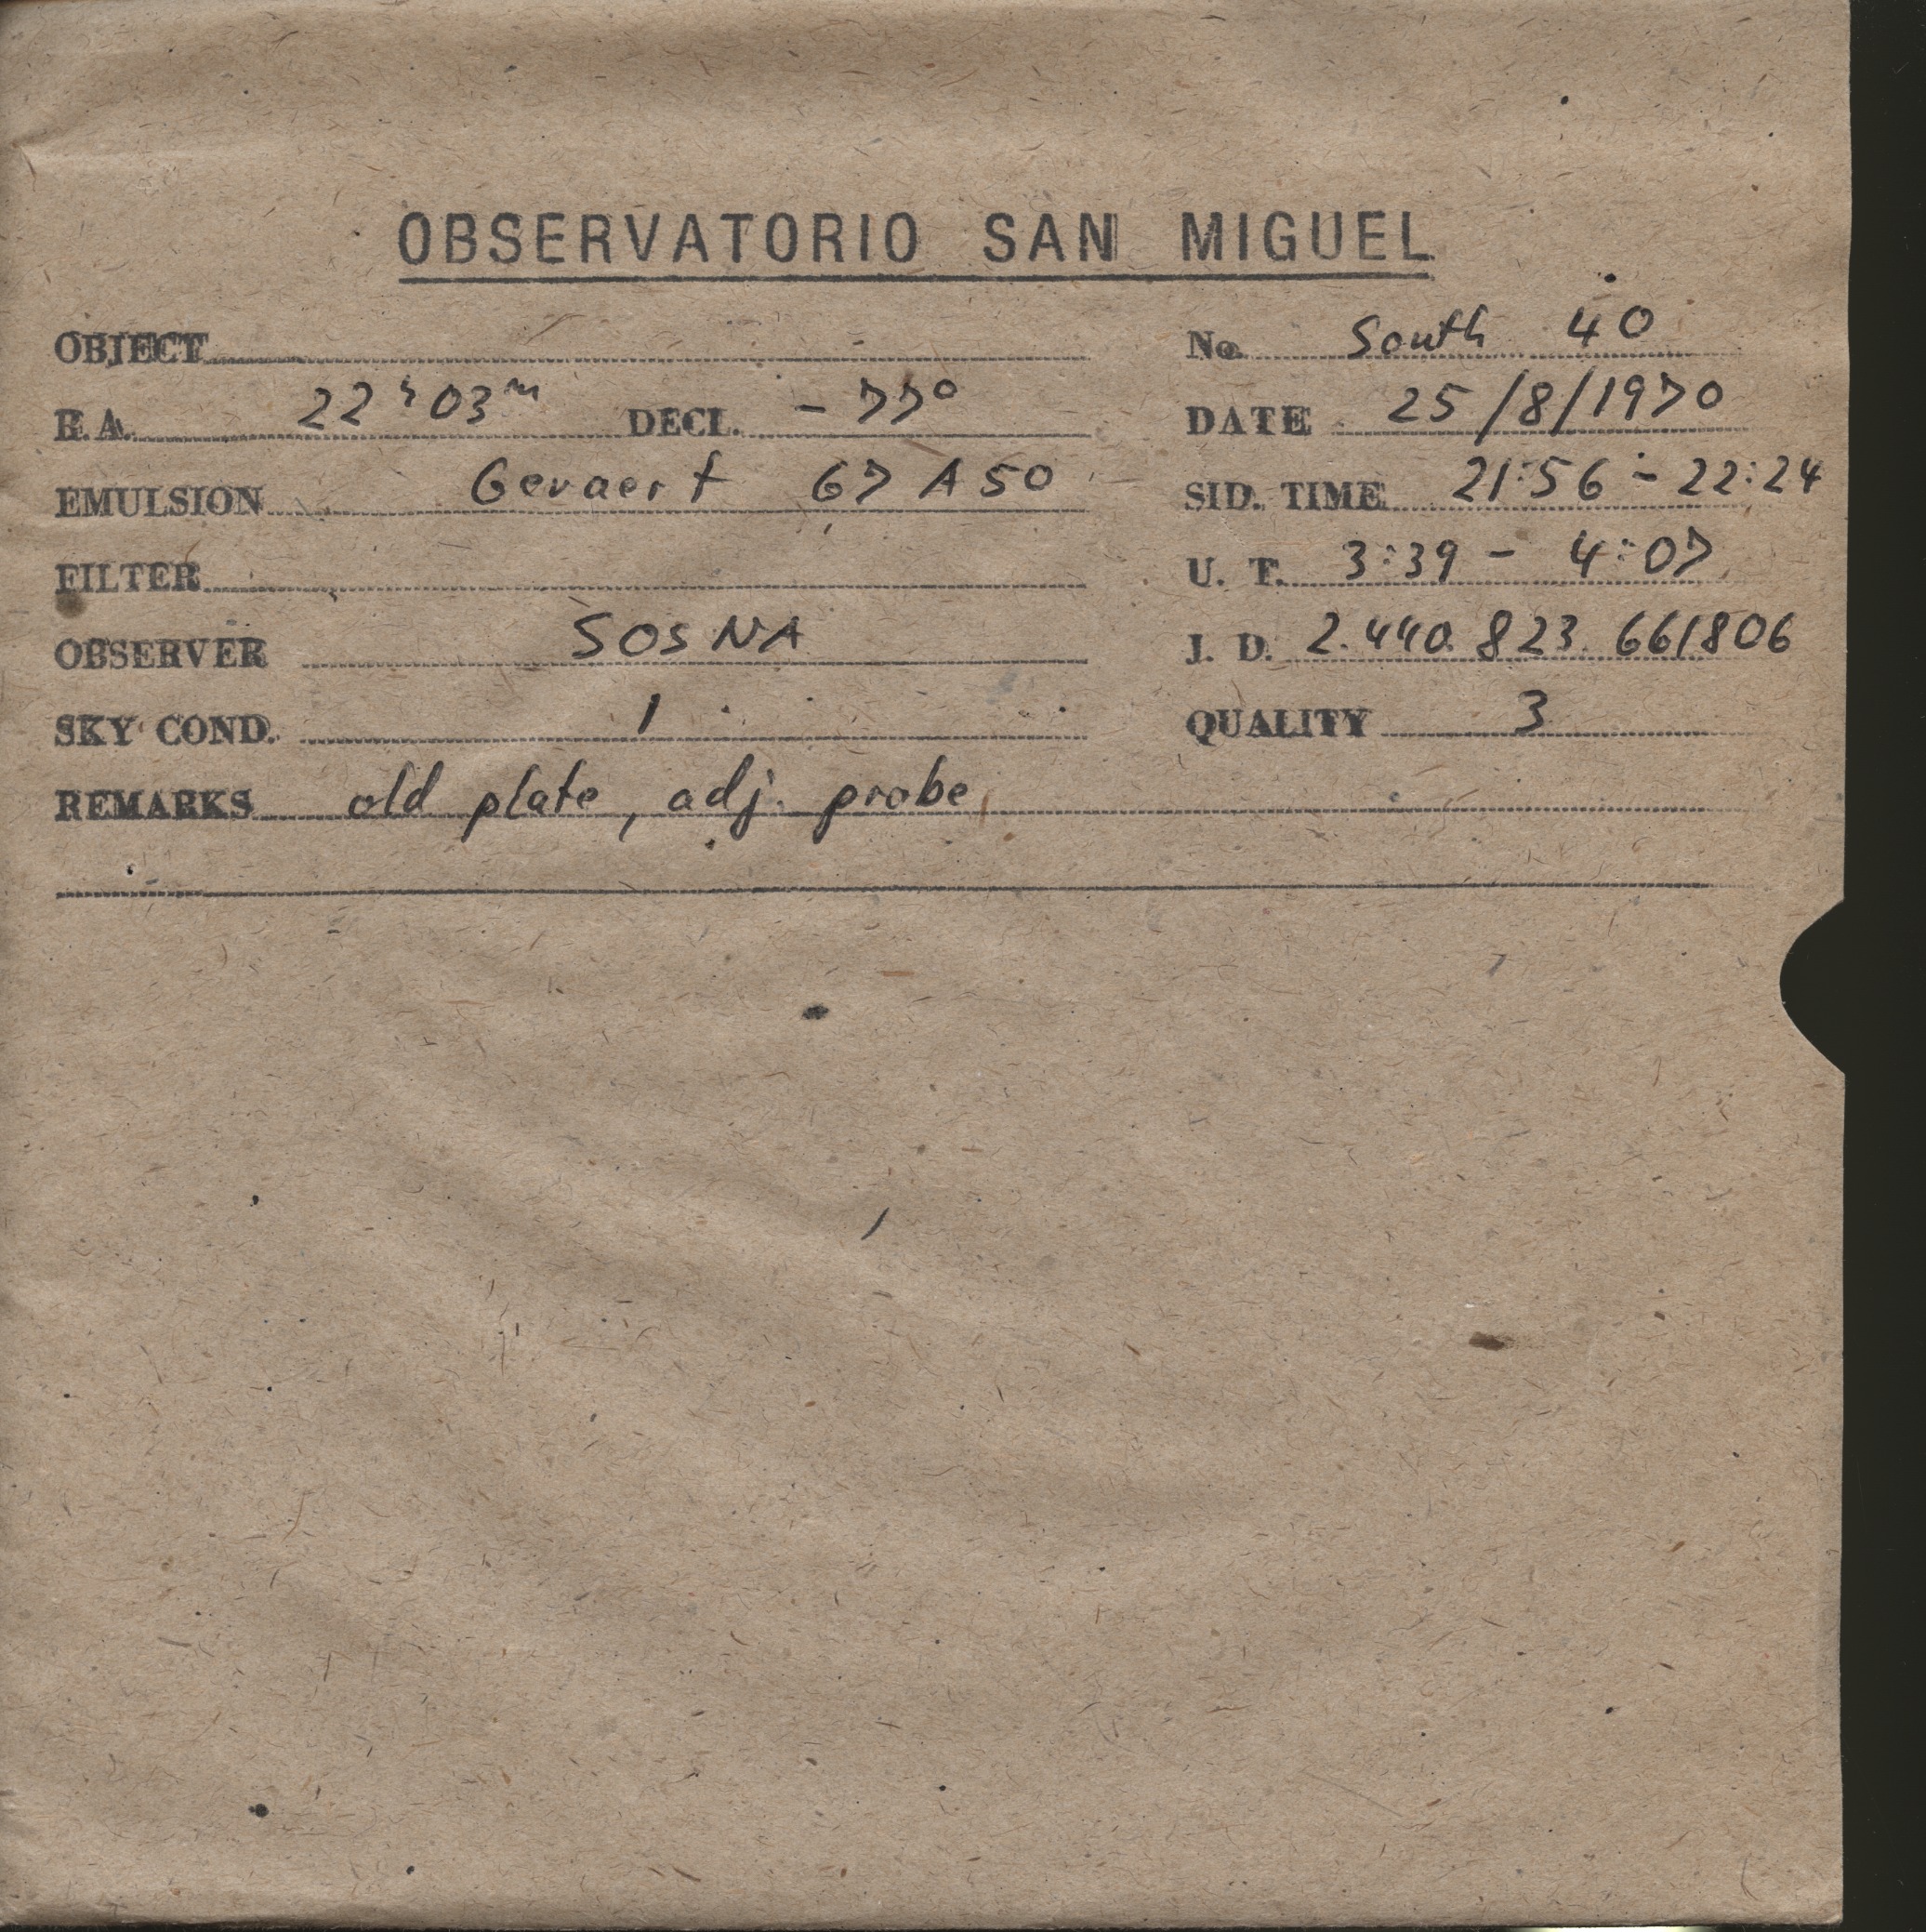 OBSERVATORIO SAN MIGUEL
OBJECT No. South 40
R.A. 22h 03m DECL. -77° DATE 25/8/1970
EMULSION Gevaert 67 A 50 SID. TIME 21:56 - 22:24
FILTER U. T. 3:39 - 4:07
OBSERVER SOSNA J. D. 2.440.823.661806
SKY COND. 1 QUALITY 3
REMARKS old plate, adj. probe